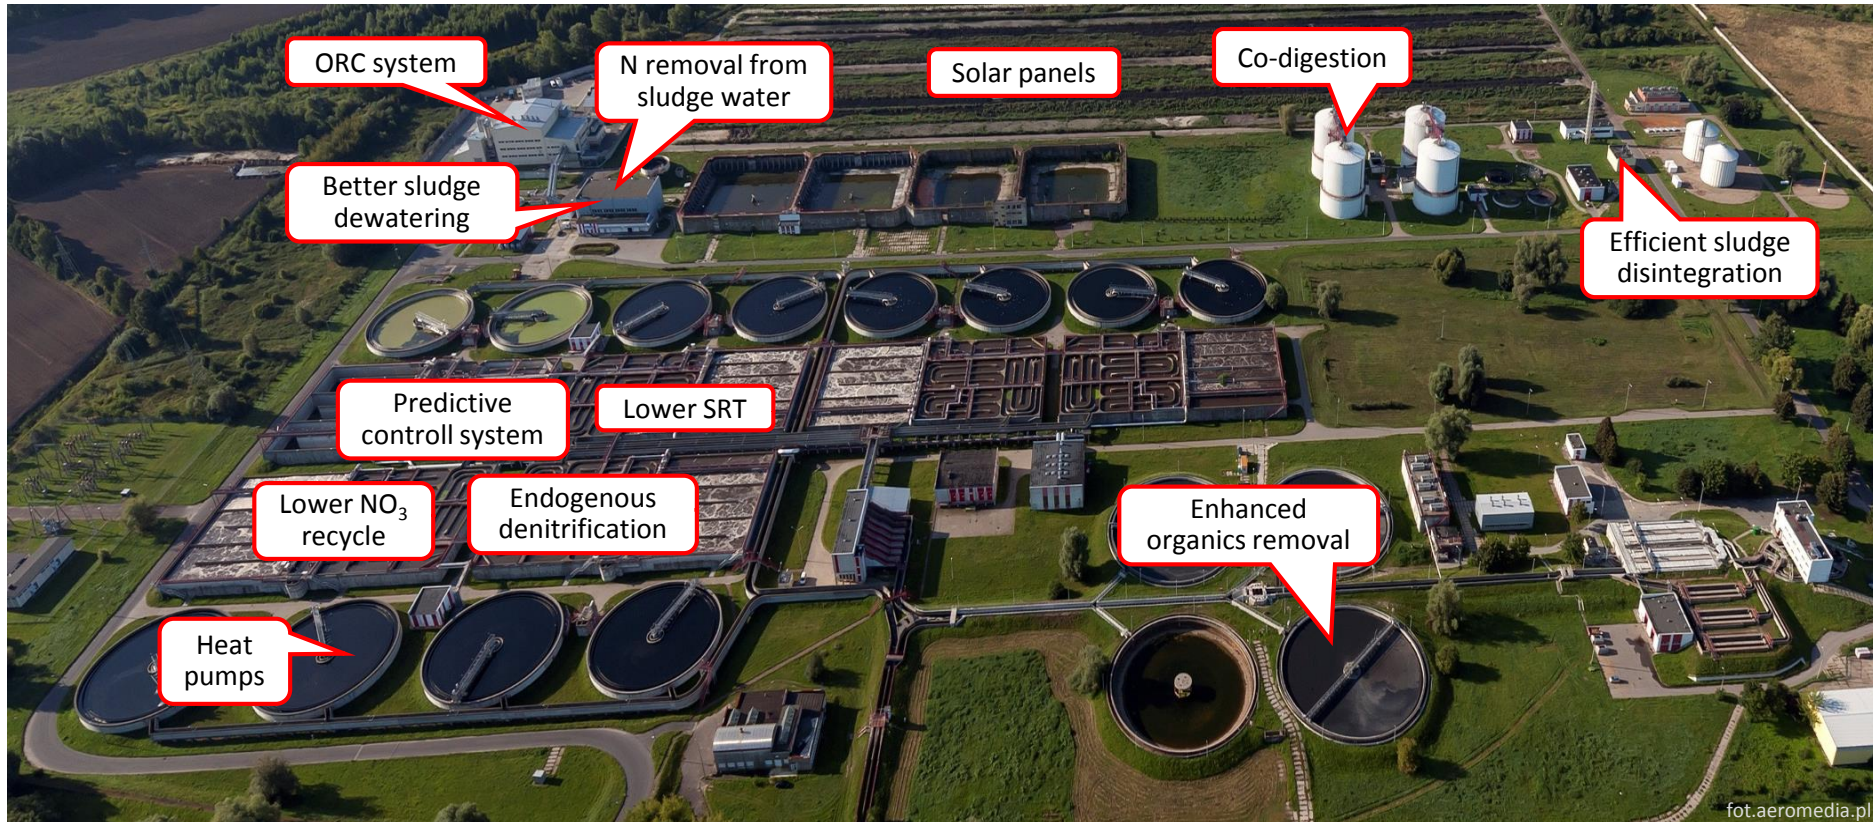 ORC system
N removal from
sludge water
Solar panels
Co-digestion
Better sludge
dewatering
Efficient sludge
disintegration
Predictive
controll system
Lower SRT
Lower NO₃
recycle
Endogenous
denitrification
Enhanced
organics removal
Heat
pumps
fot.aeromedia.pl